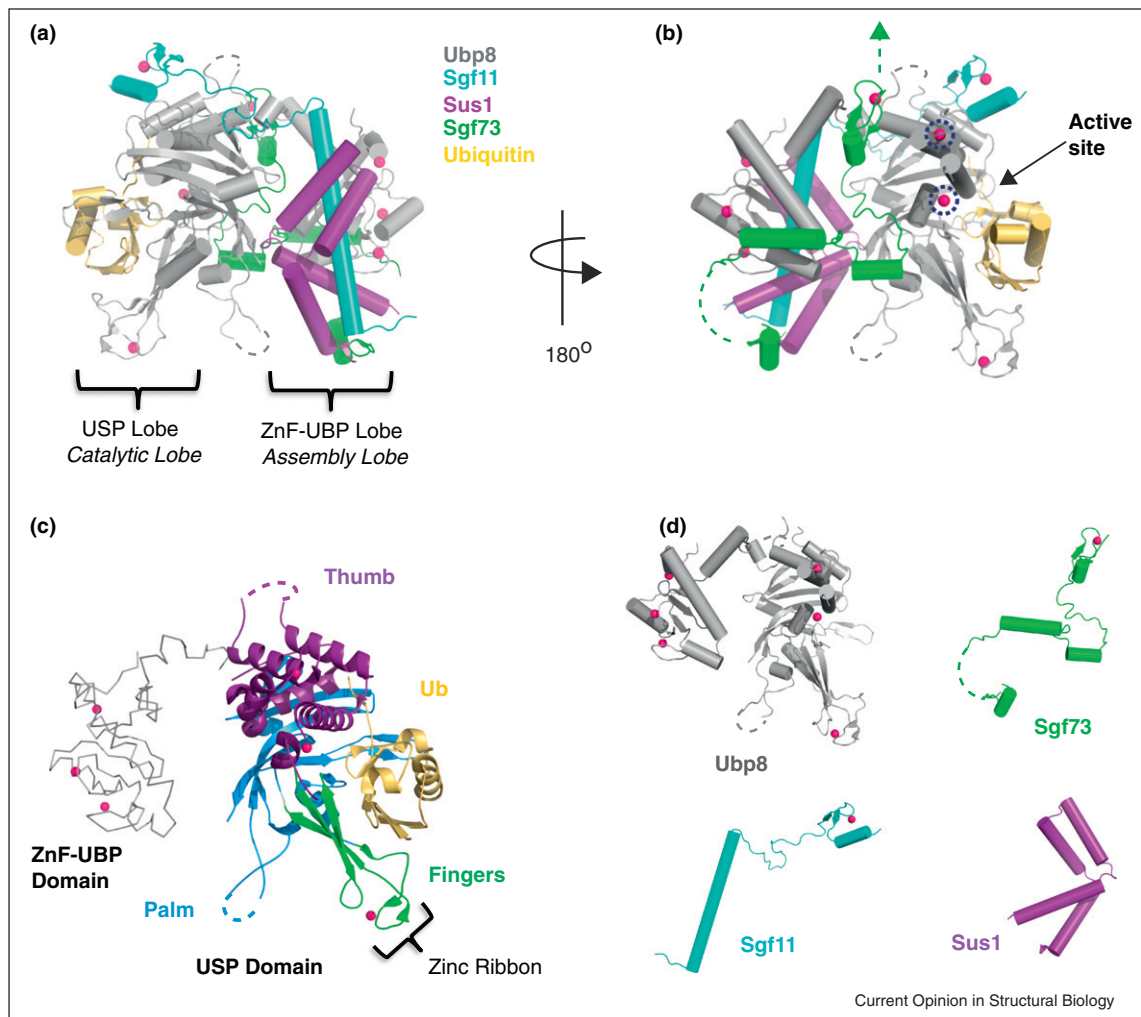 (a)
Ubp8
Sgf11
Sus1
Sgf73
Ubiquitin
(b)
Active
site
180o
USP Lobe
Catalytic Lobe
ZnF-UBP Lobe
Assembly Lobe
(c)
Thumb
Ub
ZnF-UBP
Domain
Palm
Fingers
USP Domain
Zinc Ribbon
(d)
Ubp8
Sgf73
Sgf11
Sus1
Current Opinion in Structural Biology